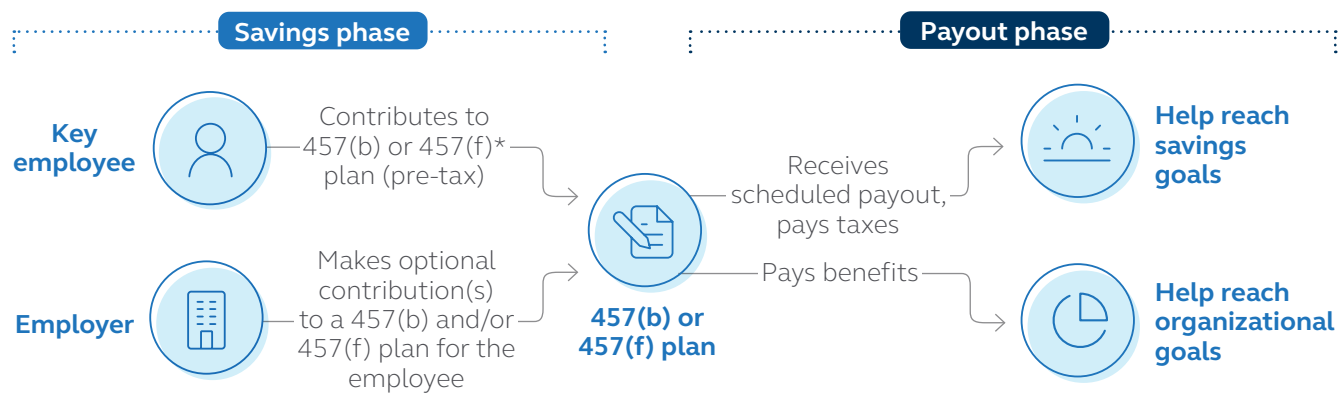 Savings phase
Payout phase
Key
employee
Contributes to
457(b) or 457(f)*
plan (pre-tax)
Employer
Makes optional
contribution(s)
to a 457(b) and/or
457(f) plan for the
employee
457(b) or
457(f) plan
Receives
scheduled payout,
pays taxes
Pays benefits
Help reach
savings
goals
Help reach
organizational
goals